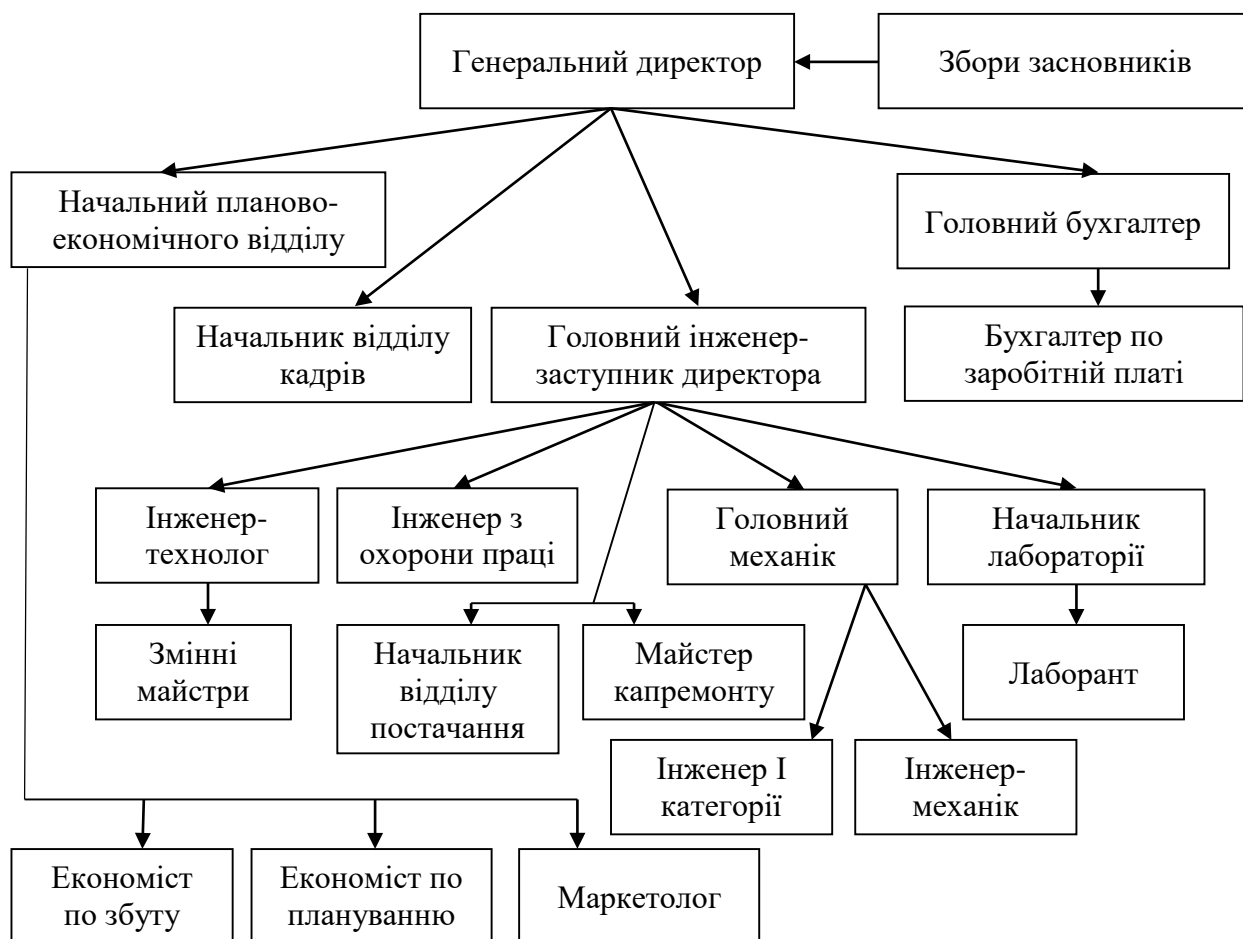 Генеральний директор
Збори засновників
Начальний планово-
економічного відділу
Головний бухгалтер
Начальник відділу
кадрів
Головний інженер-
заступник директора
Бухгалтер по
заробітній платі
Інженер-
технолог
Інженер з
охорони праці
Головний
механік
Начальник
лабораторії
Змінні
майстри
Начальник
відділу
постачання
Майстер
капремонту
Лаборант
Інженер І
категорії
Інженер-
механік
Економіст
по збуту
Економіст по
плануванню
Маркетолог